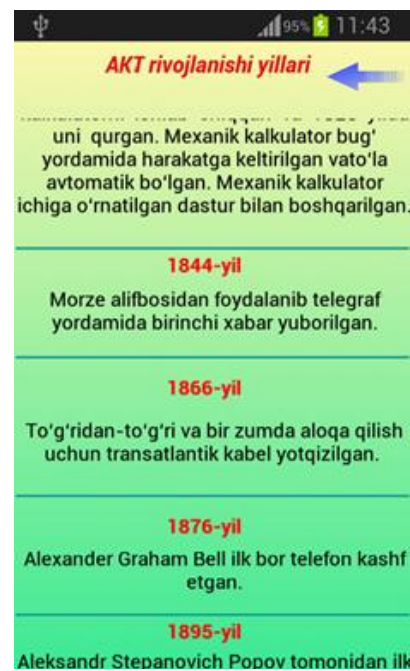 95% 11:43
AKT rivojlanishi yillari
uni qurgan. Mexanik kalkulator bug'
yordamida harakatga keltirilgan vato'la
avtomatik bo'lgan. Mexanik kalkulator
ichiga o'rnatilgan dastur bilan boshqarilgan.
1844-yil
Morze alifbosidan foydalanib telegraf
yordamida birinchi xabar yuborilgan.
1866-yil
To'g'ridan-to'g'ri va bir zumda aloqa qilish
uchun transatlantik kabel yotqizilgan.
1876-yil
Alexander Graham Bell ilk bor telefon kashf
etgan.
1895-yil
Aleksandr Stepanovich Popov tomonidan ilk